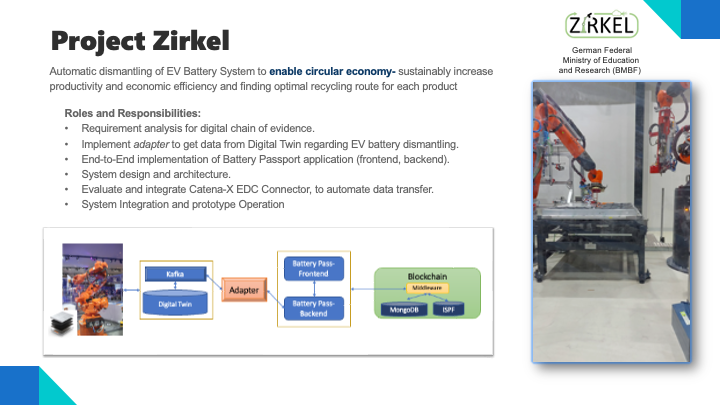 Project Zirkel
ZIRKEL
German Federal
Ministry of Education
and Research (BMBF)
Automatic dismantling of EV Battery System to enable circular economy- sustainably increase
productivity and economic efficiency and finding optimal recycling route for each product
Roles and Responsibilities:
• Requirement analysis for digital chain of evidence.
• Implement adapter to get data from Digital Twin regarding EV battery dismantling.
• End-to-End implementation of Battery Passport application (frontend, backend).
• System design and architecture.
• Evaluate and integrate Catena-X EDC Connector, to automate data transfer.
• System Integration and prototype Operation
Kafka
Digital Twin
Adapter
Battery Pass-
Frontend
Battery Pass-
Backend
Blockchain
Middleware
MongoDB
ISPF